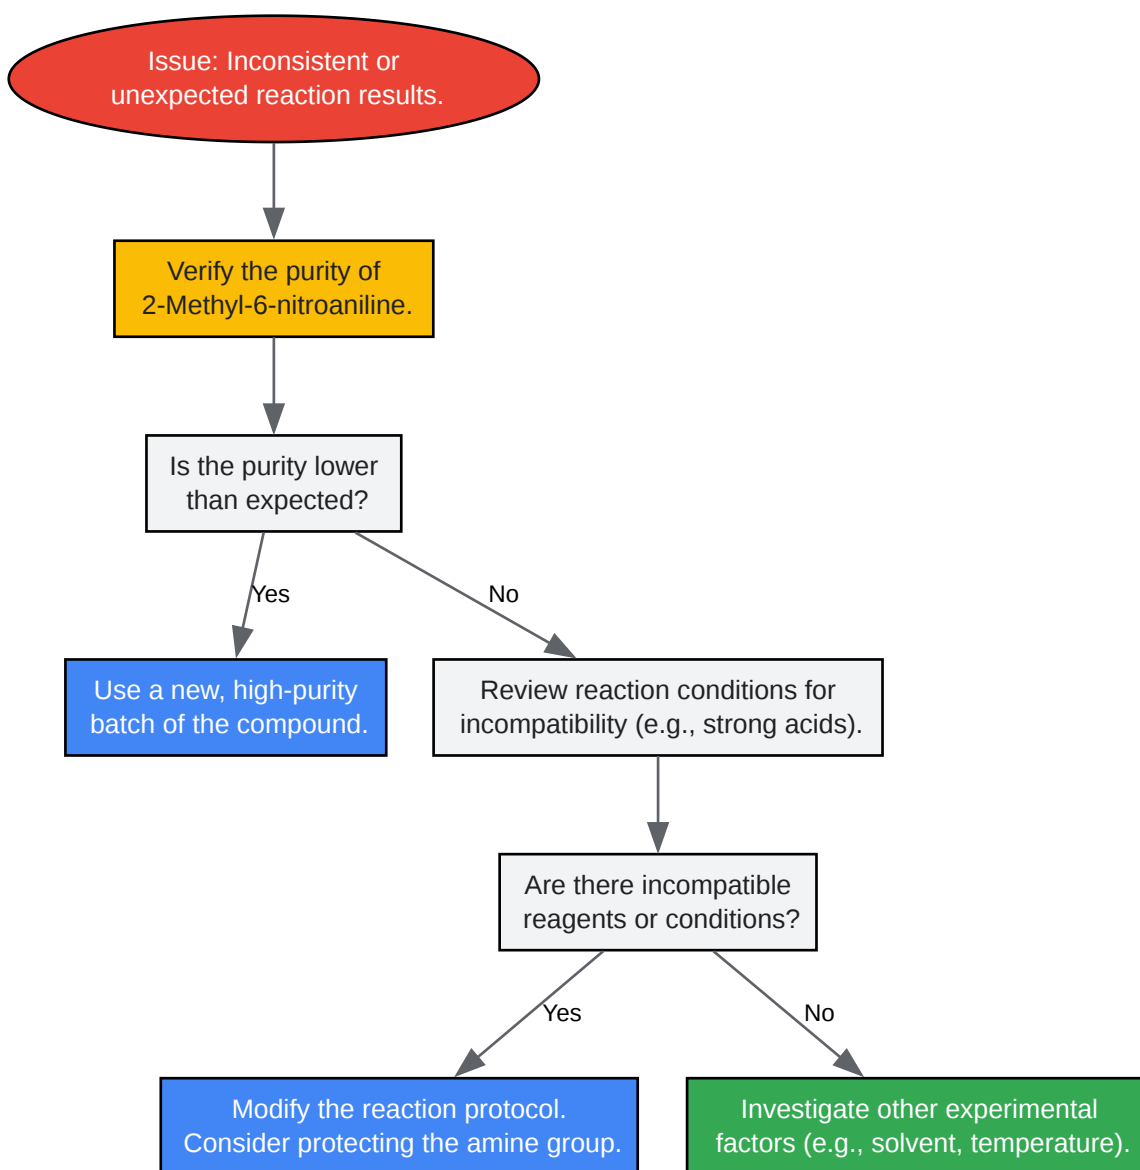 Issue: Inconsistent or
unexpected reaction results.
Verify the purity of
2-Methyl-6-nitroaniline.
Is the purity lower
than expected?
Yes
No
Use a new, high-purity
batch of the compound.
Review reaction conditions for
incompatibility (e.g., strong acids).
Are there incompatible
reagents or conditions?
Yes
No
Modify the reaction protocol.
Consider protecting the amine group.
Investigate other experimental
factors (e.g., solvent, temperature).